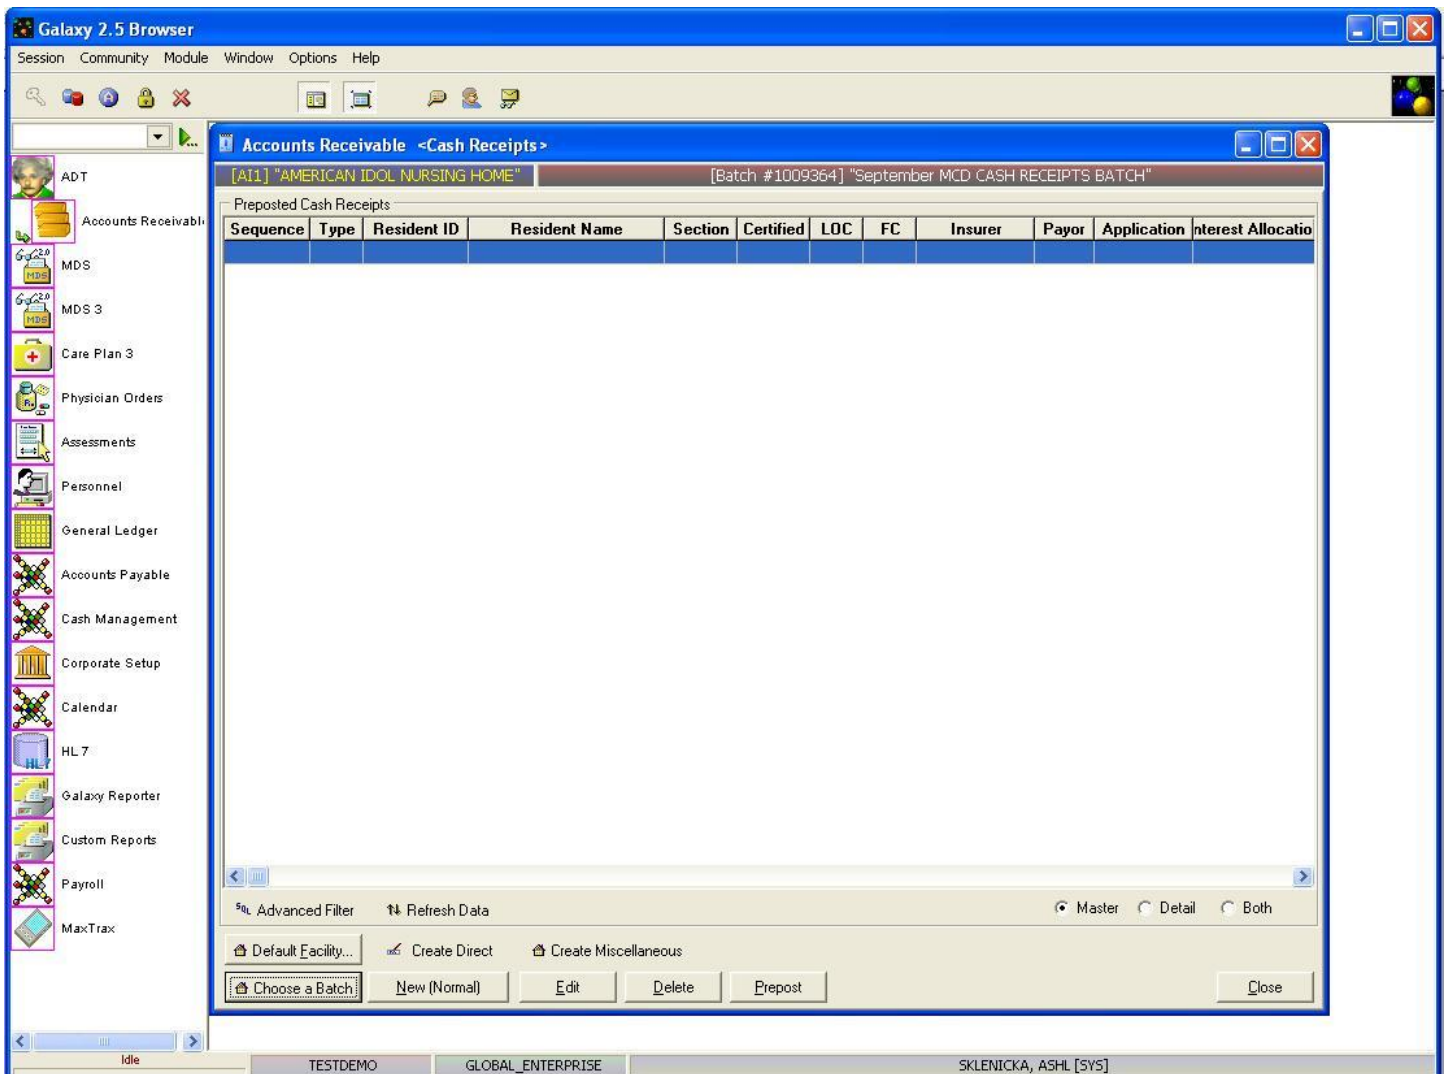 Galaxy 2.5 Browser
Session Community Module Window Options Help
Accounts Receivable <Cash Receipts>
[AI1] "AMERICAN IDOL NURSING HOME" [Batch #1009364] "September MCD CASH RECEIPTS BATCH"
Preposted Cash Receipts
Sequence Type Resident ID Resident Name Section Certified LOC FC Insurer Payor Application nterest Allocatio
ADT
Accounts Receivabl
MDS
MDS 3
Care Plan 3
Physician Orders
Assessments
Personnel
General Ledger
Accounts Payable
Cash Management
Corporate Setup
Calendar
HL 7
Galaxy Reporter
Custom Reports
Payroll
MaxTrax
SQL Advanced Filter Refresh Data Master Detail Both
Default Facility... Create Direct Create Miscellaneous
Choose a Batch New (Normal) Edit Delete Prepost Close
Idle TESTDEMO GLOBAL_ENTERPRISE SKLENICKA, ASHL [SYS]